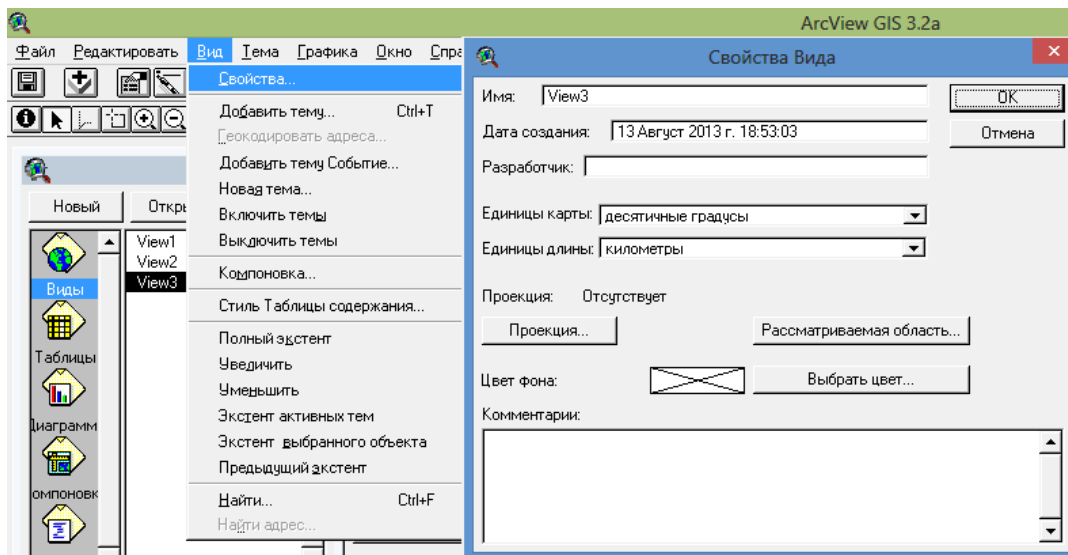 ArcView GIS 3.2a
Файл Редактировать Вид Тема Графика Окно Спра
Новый Откры
View1
View2
View3
Виды
Таблицы
Диаграмм
омпоновк
Свойства...
Добавить тему... Ctrl+T
Геокодировать адреса...
Добавить тему Событие...
Новая тема...
Включить темы
Выключить темы
Компоновка...
Стиль Таблицы содержания...
Полный экстент
Увеличить
Уменьшить
Экстент активных тем
Экстент выбранного объекта
Предыдущий экстент
Найти... Ctrl+F
Найти адрес...
Свойства Вида
Имя: View3
OK
Дата создания: 13 Август 2013 г. 18:53:03
Отмена
Разработчик:
Единицы карты: десятичные градусы
Единицы длины: километры
Проекция: Отсутствует
Проекция... Рассматриваемая область...
Цвет фона: Выбрать цвет...
Комментарии: